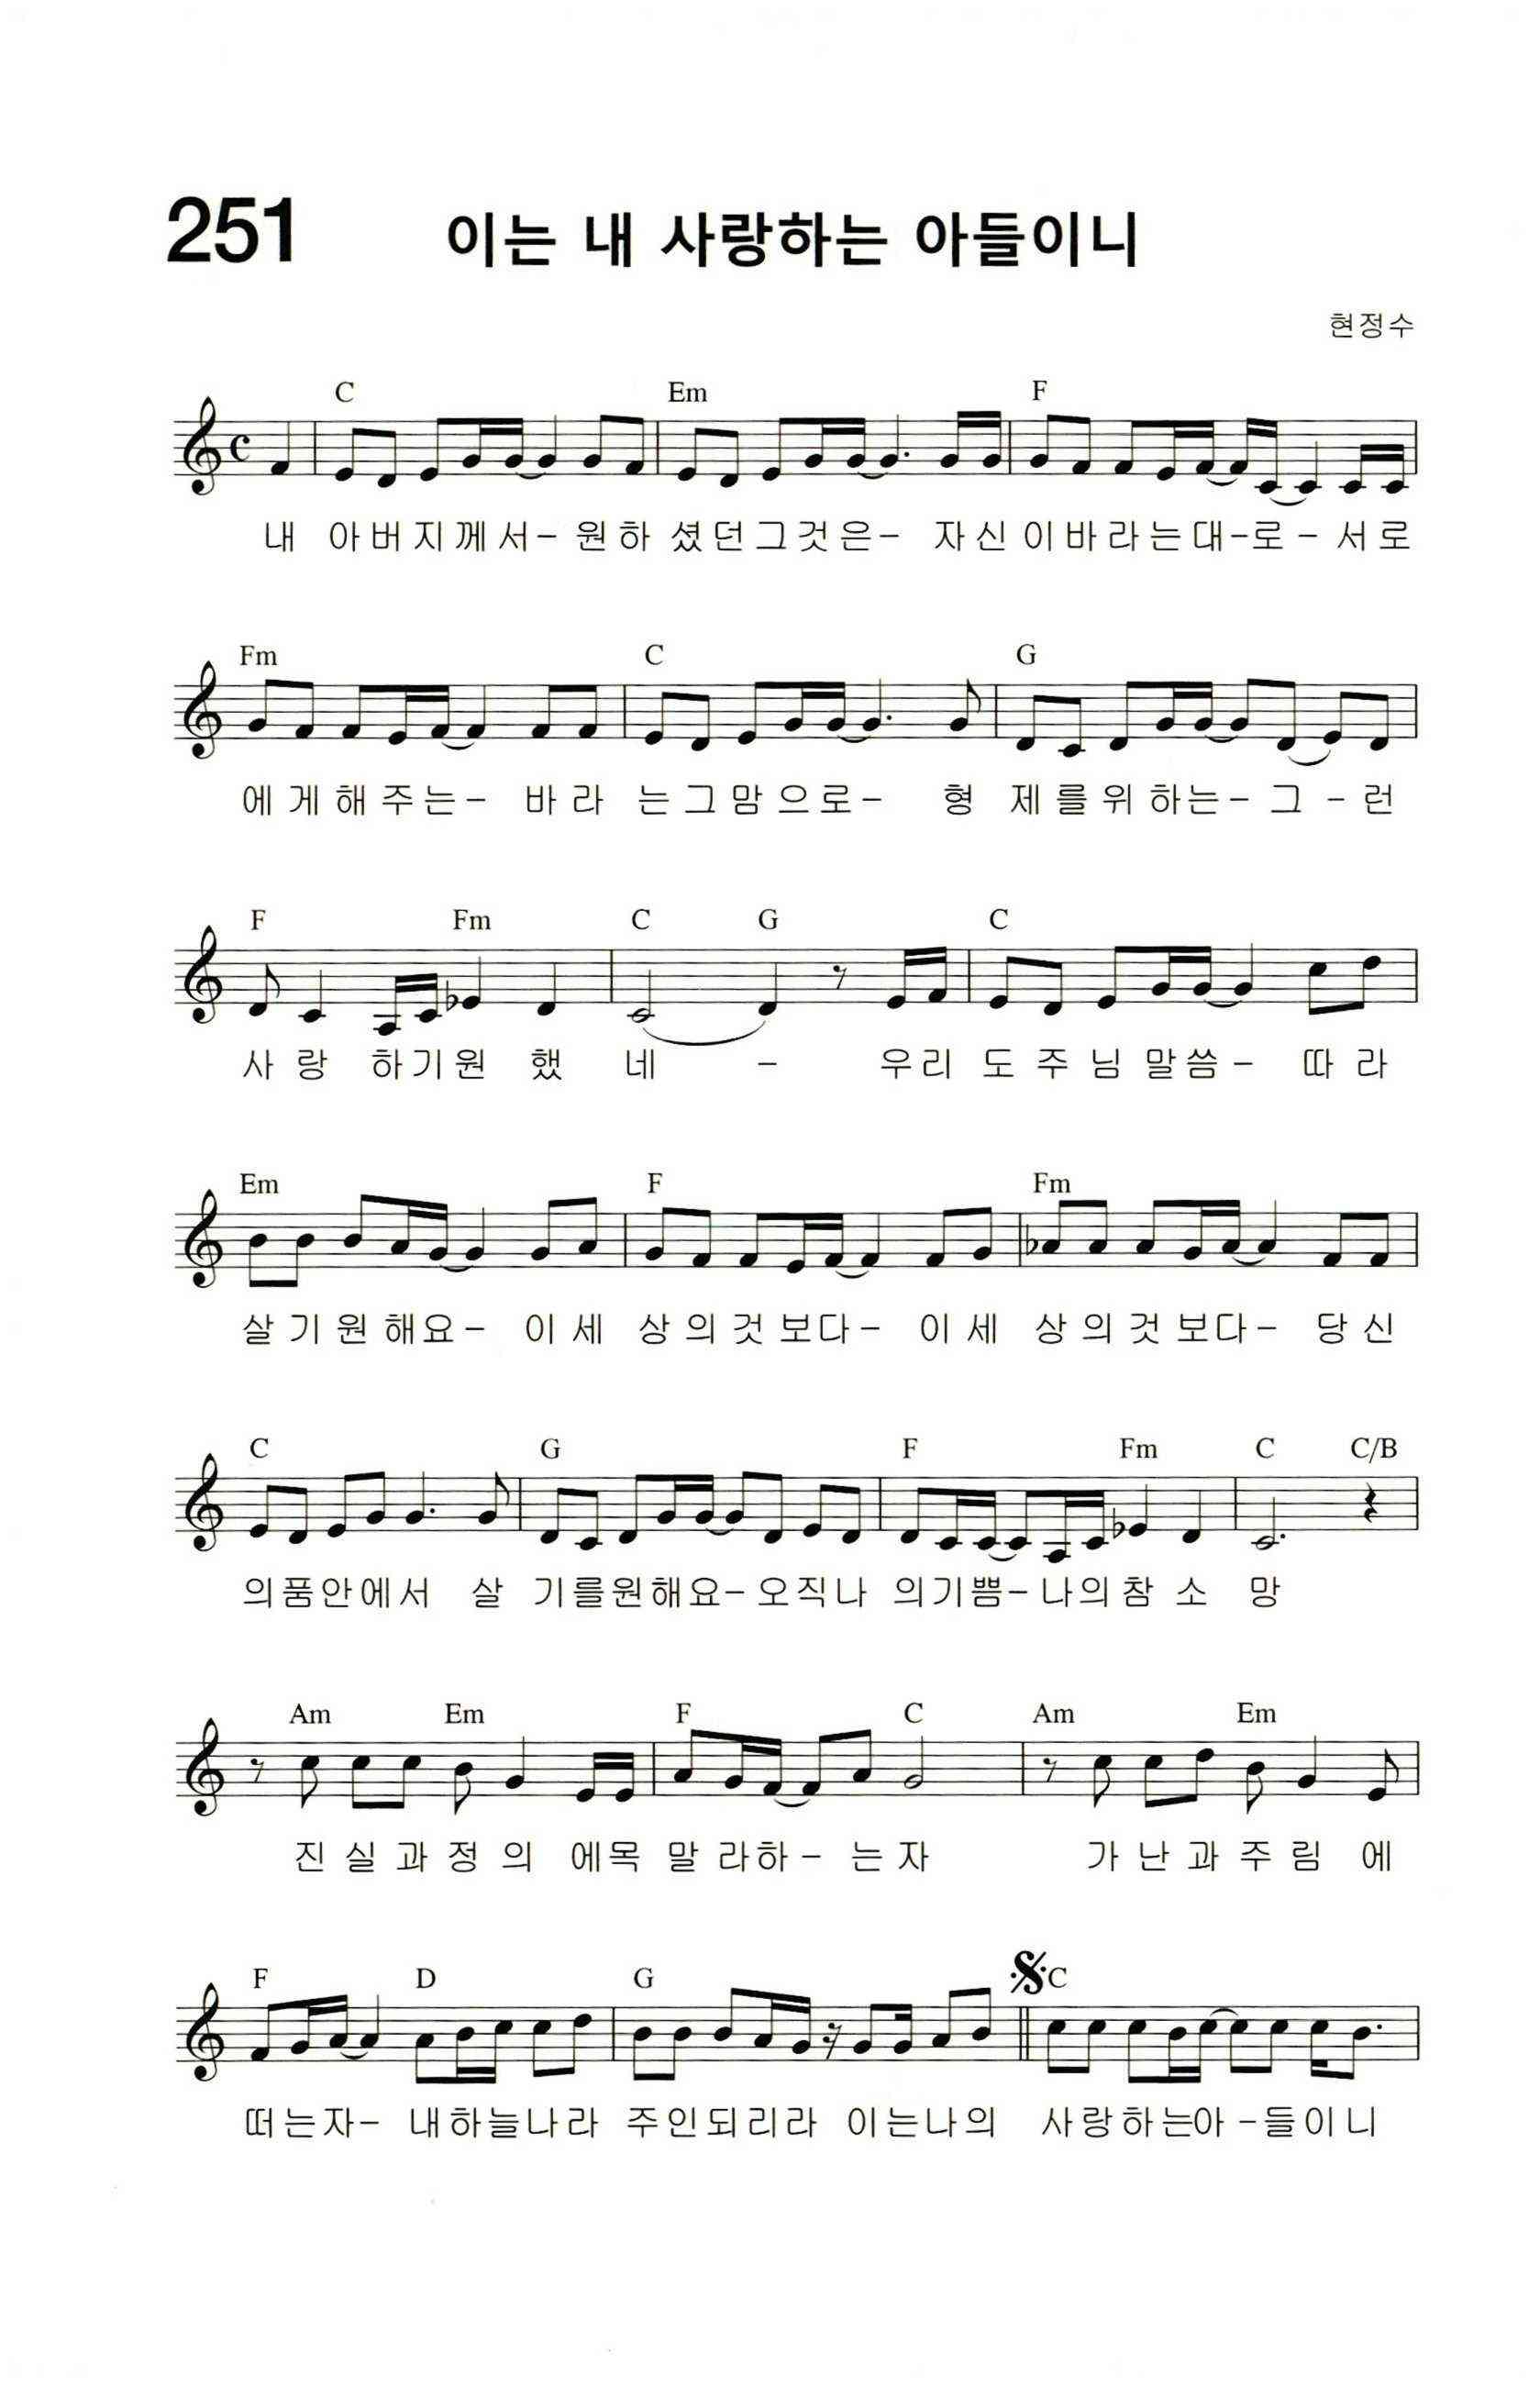 251 이는 내 사랑하는 아들이니
현정수
C Em F
내 아버지께서- 원하 셨던그것은- 자신 이바라는대-로- 서로
Fm C G
에게해주는- 바라 는그맘으로- 형 제를위하는-그-런
F Fm C G C
사랑 하기원 했 네 - 우리 도주님말씀- 따라
Em F Fm
살기원해요- 이세 상의것보다- 이세 상의것보다- 당신
C G F Fm C C/B
의품안에서 살 기를원해요-오직나 의기쁨-나의참 소 망
Am Em F C Am Em
진실과정의 에목 말라하-는자 가난과주림 에
F D G C
떠는자- 내하늘나라 주인되리라 이는나의 사랑하는아-들이니